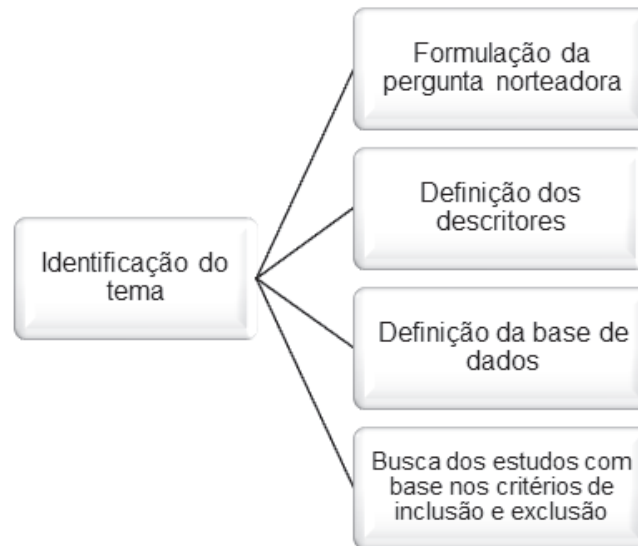 Formulação da
pergunta norteadora
Definição dos
descritores
Identificação do
tema
Definição da base de
dados
Busca dos estudos com
base nos critérios de
inclusão e exclusão